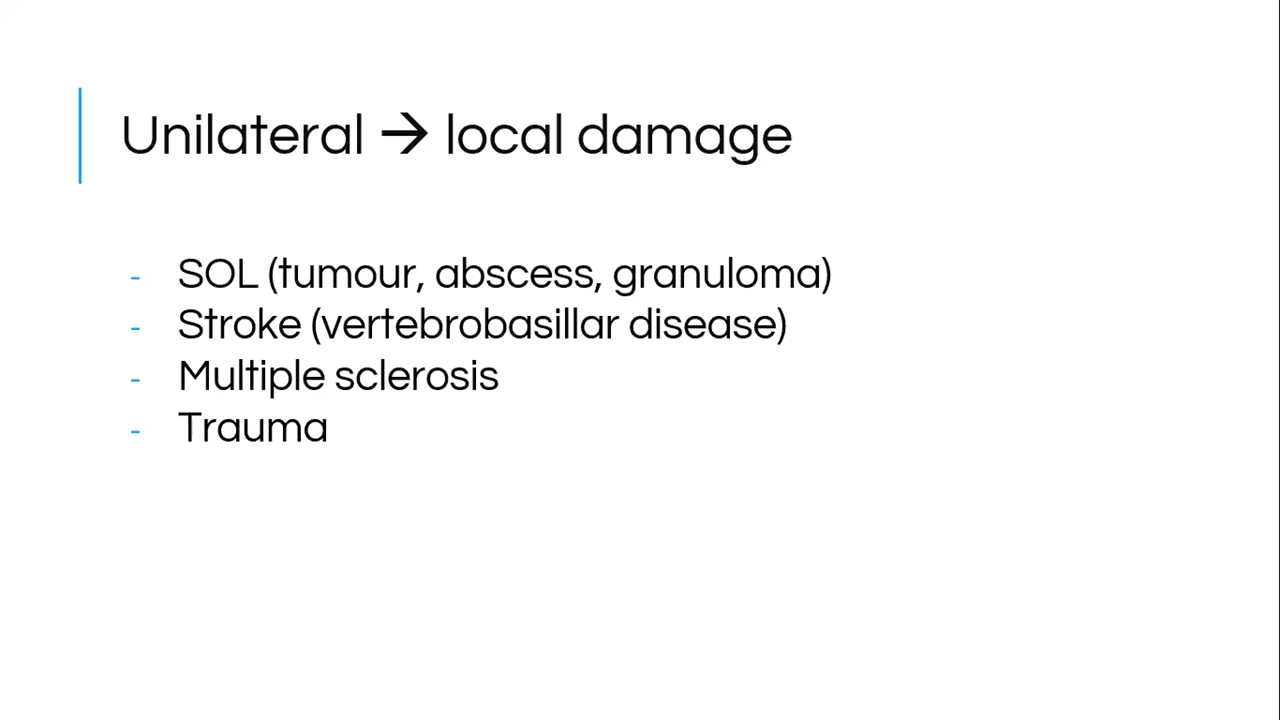 Unilateral → local damage
- SOL (tumour, abscess, granuloma)
- Stroke (vertebrobasillar disease)
- Multiple sclerosis
- Trauma